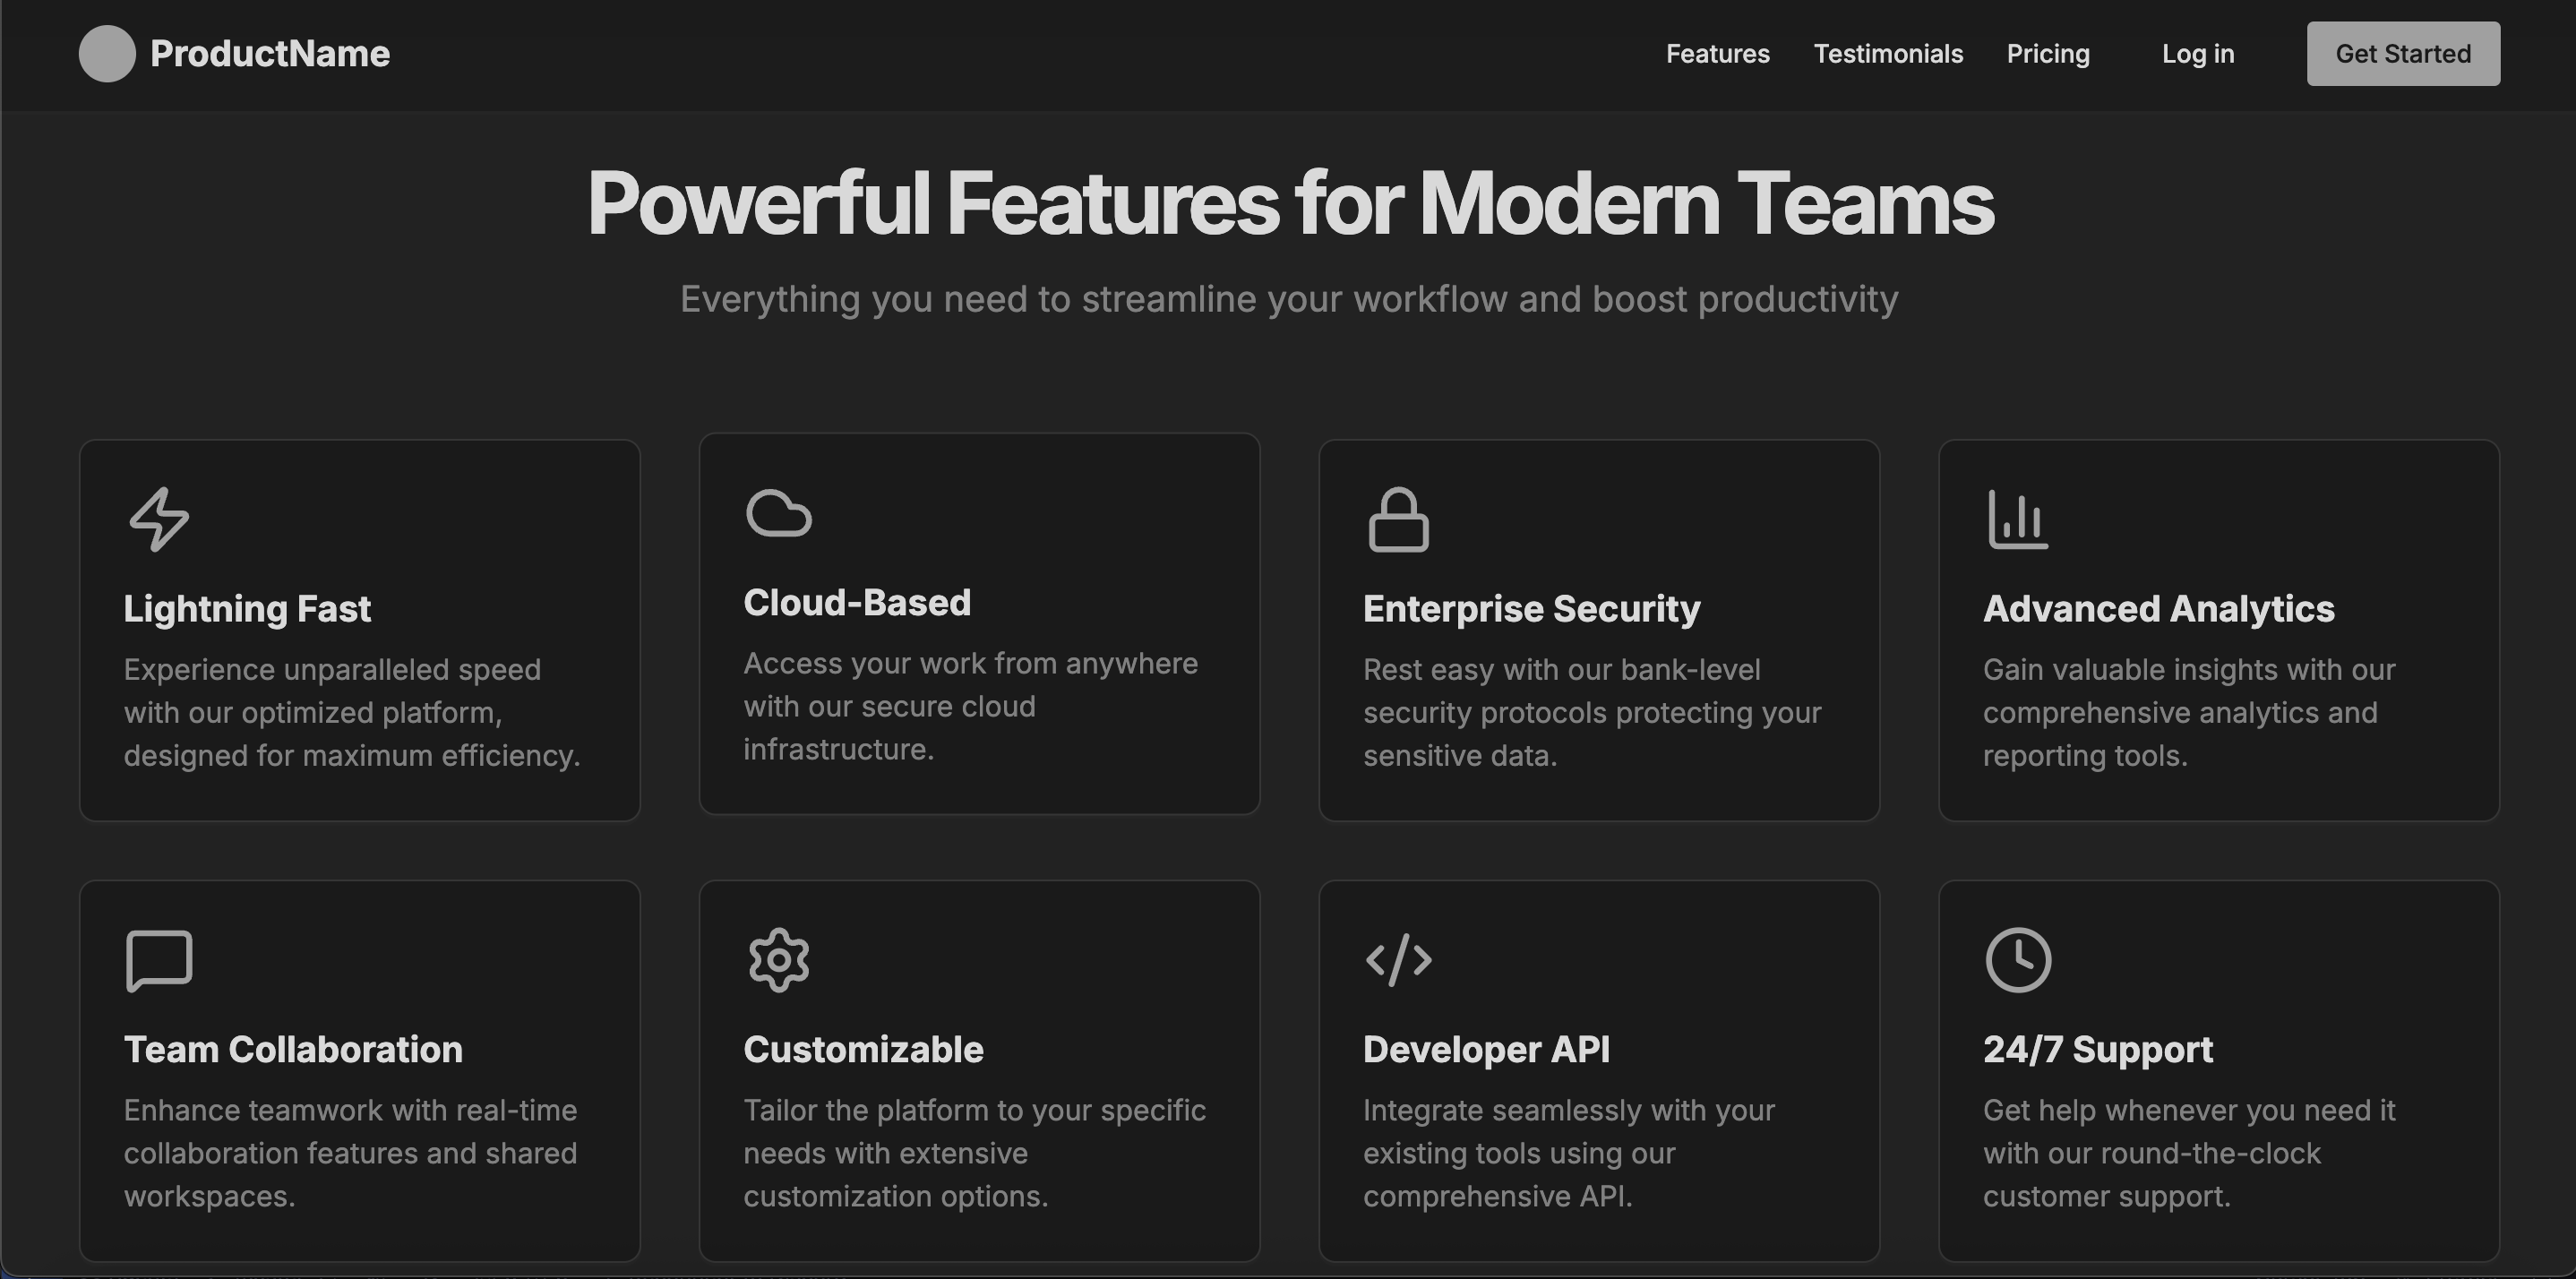 ProductName
Features Testimonials Pricing Log in Get Started
Powerful Features for Modern Teams
Everything you need to streamline your workflow and boost productivity
Lightning Fast
Experience unparalleled speed
with our optimized platform,
designed for maximum efficiency.
Cloud-Based
Access your work from anywhere
with our secure cloud
infrastructure.
Enterprise Security
Rest easy with our bank-level
security protocols protecting your
sensitive data.
Advanced Analytics
Gain valuable insights with our
comprehensive analytics and
reporting tools.
Team Collaboration
Enhance teamwork with real-time
collaboration features and shared
workspaces.
Customizable
Tailor the platform to your specific
needs with extensive
customization options.
Developer API
Integrate seamlessly with your
existing tools using our
comprehensive API.
24/7 Support
Get help whenever you need it
with our round-the-clock
customer support.